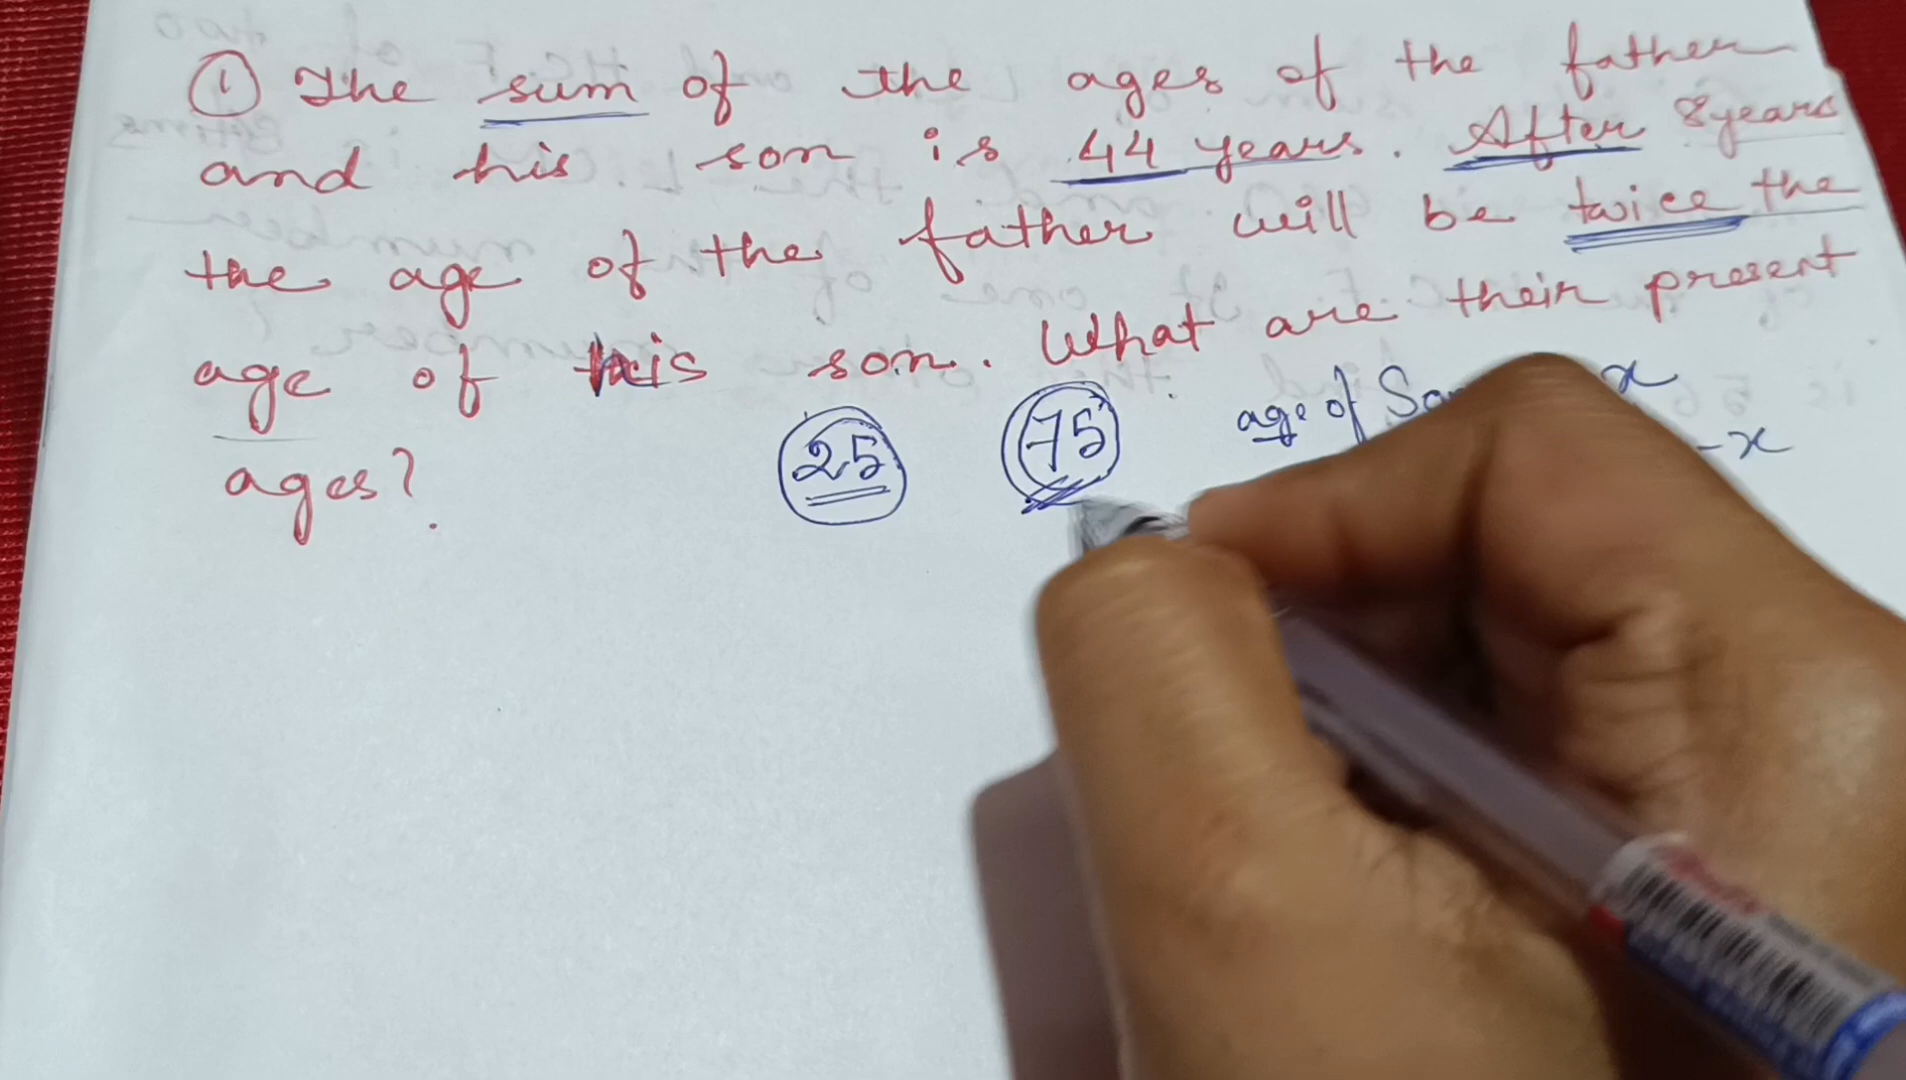 ① The sum of the ages of the father
and his son is 44 years. After 8 years
the age of the father will be twice the
age of his son. What are their present
ages?
25 75
age of x
-x